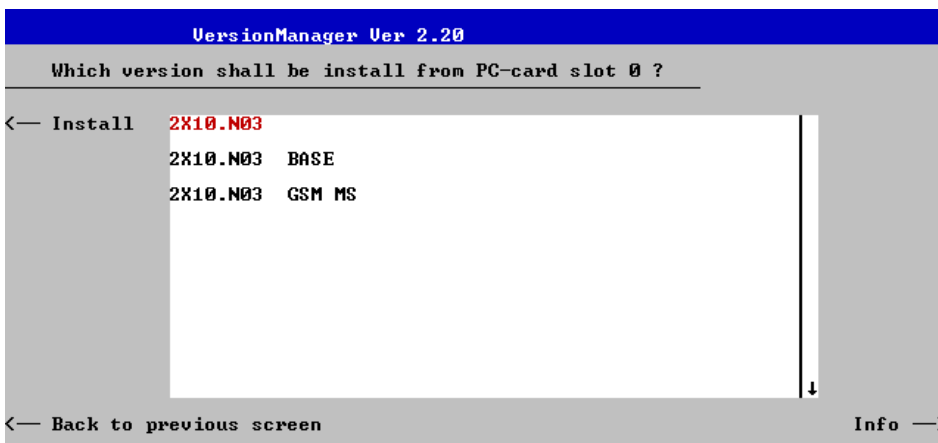 VersionManager Ver 2.20
Which version shall be install from PC-card slot 0 ?
<— Install 2X10.N03
2X10.N03 BASE
2X10.N03 GSM MS
↓
<— Back to previous screen Info —